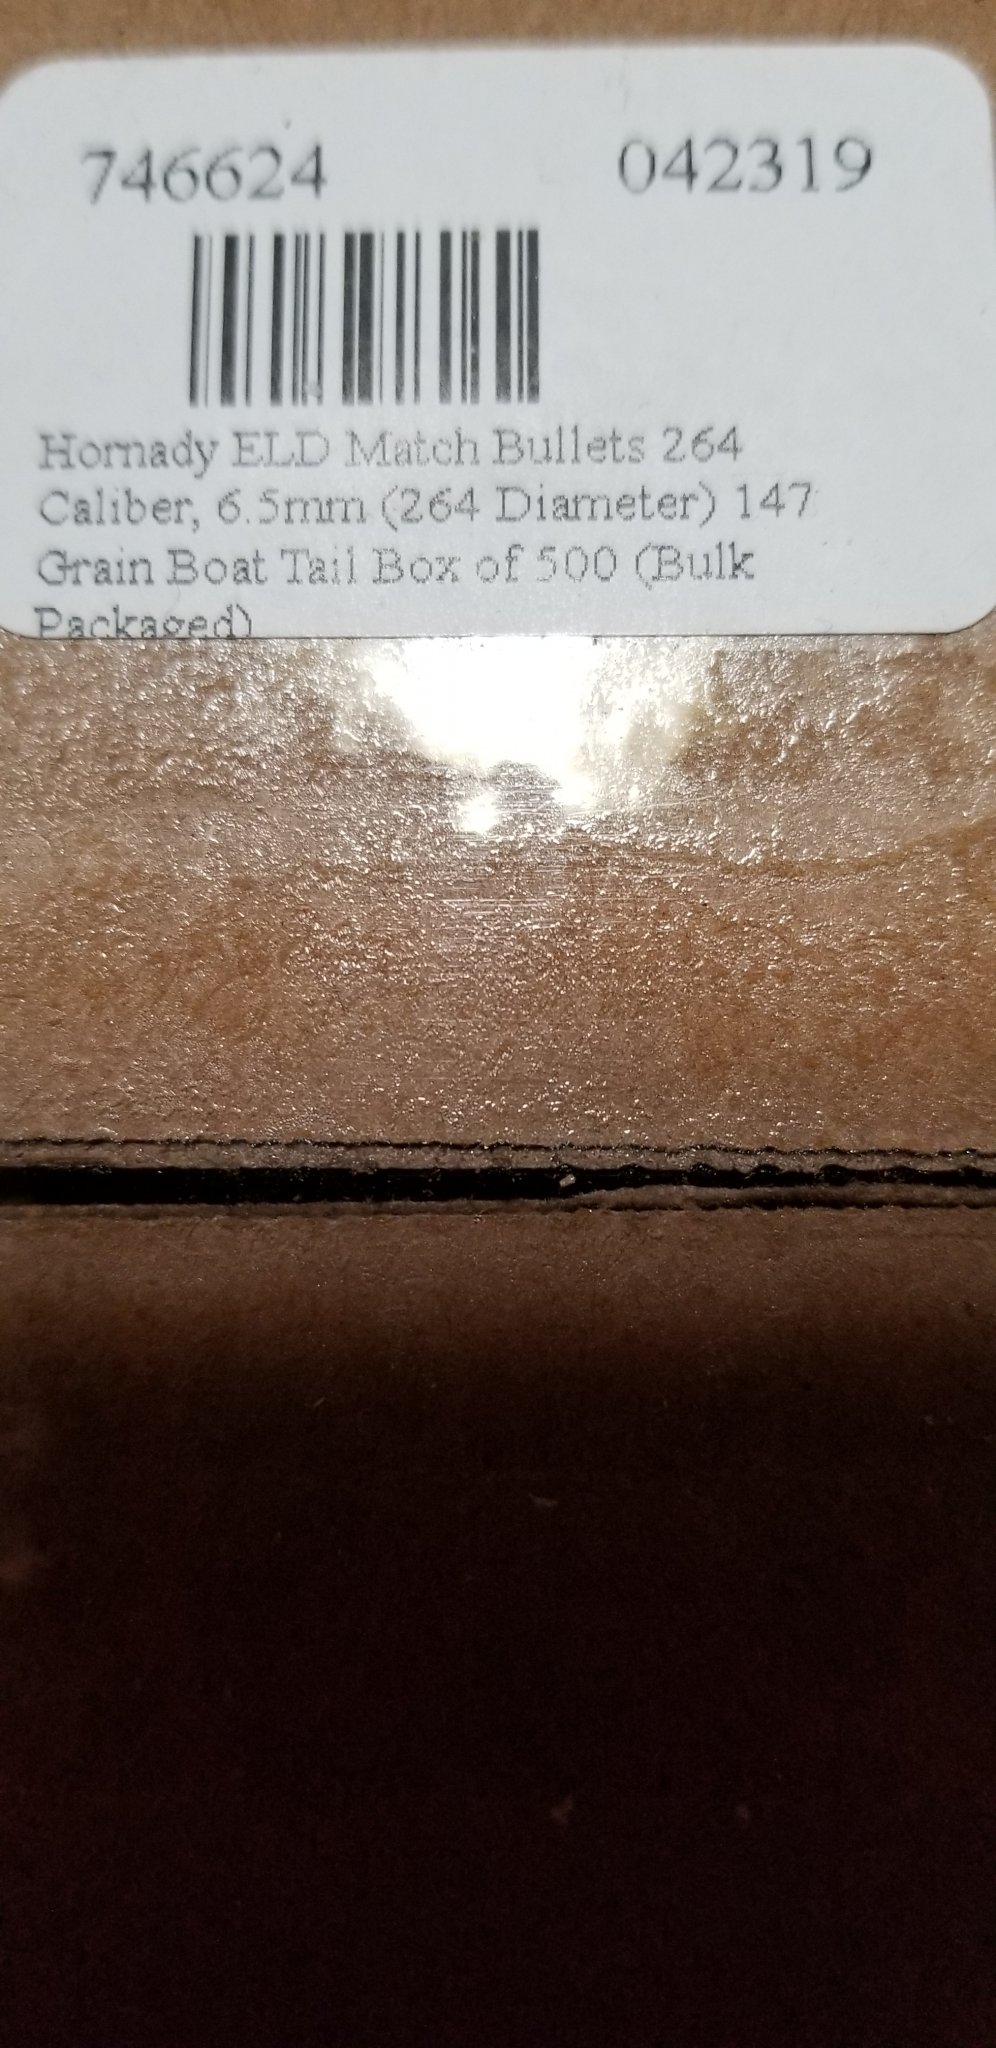 746624 042319
Hornady ELD Match Bullets 264
Caliber, 6.5mm (264 Diameter) 147
Grain Boat Tail Box of 500 (Bulk
Packaged)